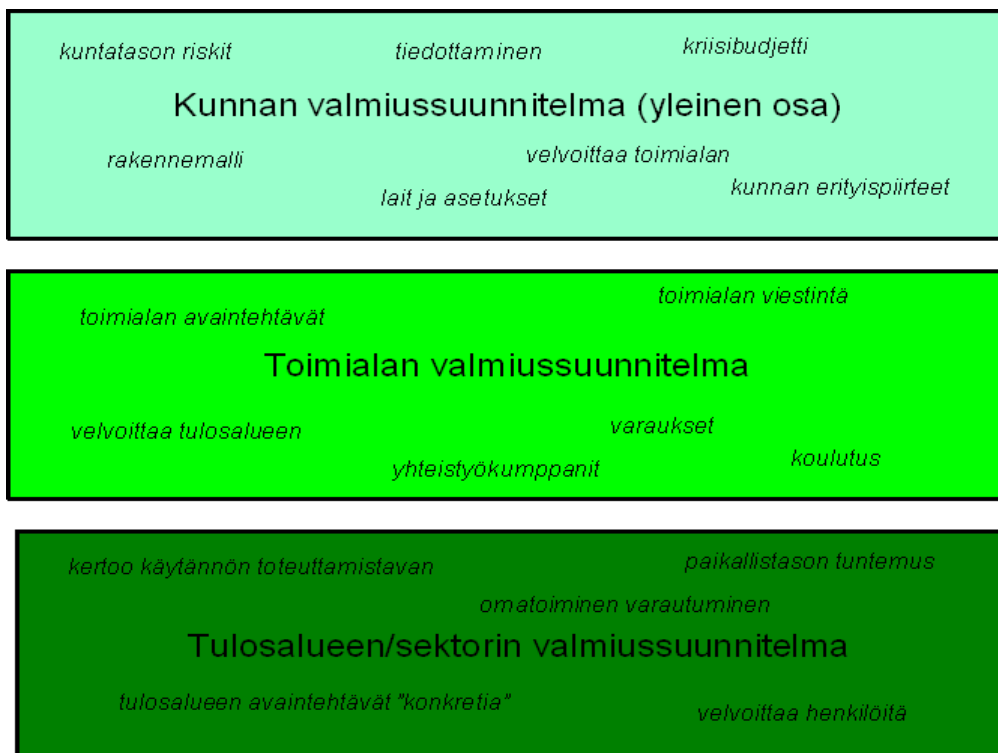 kuntatason riskit
tiedottaminen
kriisibudjetti
Kunnan valmiussuunnitelma (yleinen osa)
rakennemalli
velvoittaa toimialan
lait ja asetukset
kunnan erityispiirteet
toimialan avaintehtävät
toimialan viestintä
Toimialan valmiussuunnitelma
velvoittaa tulosalueen
varaukset
yhteistyökumppanit
koulutus
kertoo käytännön toteuttamistavan
paikallistason tuntemus
omatoiminen varautuminen
Tulosalueen/sektorin valmiussuunnitelma
tulosalueen avaintehtävät ”konkretia”
velvoittaa henkilöitä